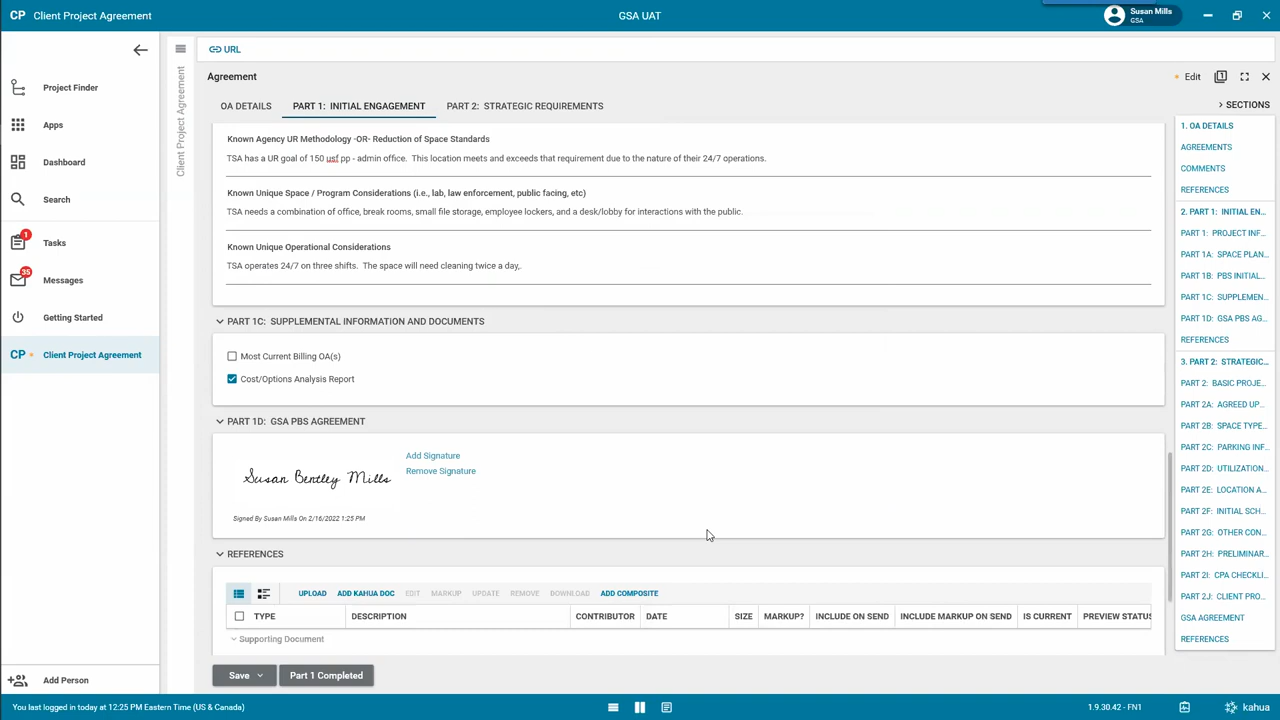 CP Client Project Agreement
GSA UAT
Susan Mills
GSA
Project Finder
Apps
Dashboard
Search
1
Tasks
35
Messages
Getting Started
CP Client Project Agreement
Add Person
Client Project Agreement
URL
Agreement
Edit
1
OA DETAILS
PART 1: INITIAL ENGAGEMENT
PART 2: STRATEGIC REQUIREMENTS
Known Agency UR Methodology -OR- Reduction of Space Standards
TSA has a UR goal of 150 usf pp - admin office. This location meets and exceeds that requirement due to the nature of their 24/7 operations.
Known Unique Space / Program Considerations (i.e., lab, law enforcement, public facing, etc)
TSA needs a combination of office, break rooms, small file storage, employee lockers, and a desk/lobby for interactions with the public.
Known Unique Operational Considerations
TSA operates 24/7 on three shifts. The space will need cleaning twice a day,.
PART 1C: SUPPLEMENTAL INFORMATION AND DOCUMENTS
Most Current Billing OA(s)
Cost/Options Analysis Report
PART 1D: GSA PBS AGREEMENT
Susan Bentley Mills
Add Signature
Remove Signature
Signed By Susan Mills On 2/16/2022 1:25 PM
REFERENCES
UPLOAD ADD KAHUA DOC EDIT MARKUP UPDATE REMOVE DOWNLOAD ADD COMPOSITE
TYPE DESCRIPTION CONTRIBUTOR DATE SIZE MARKUP? INCLUDE ON SEND INCLUDE MARKUP ON SEND IS CURRENT PREVIEW STATUS
Supporting Document
Save
Part 1 Completed
SECTIONS
1. OA DETAILS
AGREEMENTS
COMMENTS
REFERENCES
2. PART 1: INITIAL EN...
PART 1: PROJECT INF...
PART 1A: SPACE PLAN...
PART 1B: PBS INITIAL...
PART 1C: SUPPLEMEN...
PART 1D: GSA PBS AG...
REFERENCES
3. PART 2: STRATEGIC...
PART 2: BASIC PROJE...
PART 2A: AGREED UP...
PART 2B: SPACE TYPE...
PART 2C: PARKING INF...
PART 2D: UTILIZATION...
PART 2E: LOCATION A...
PART 2F: INITIAL SCH...
PART 2G: OTHER CON...
PART 2H: PRELIMINAR...
PART 2I: CPA CHECKLI...
PART 2J: CLIENT PRO...
GSA AGREEMENT
REFERENCES
You last logged in today at 12:25 PM Eastern Time (US & Canada)
1.9.30.42 - FN1
kahua